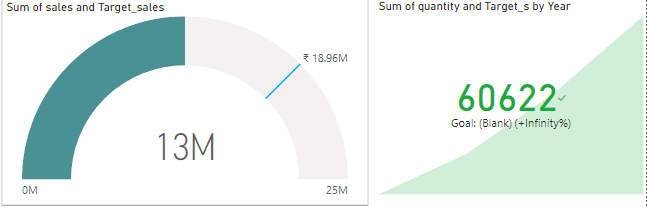 Sum of sales and Target_sales
₹ 18.96M
13M
0M
25M
Sum of quantity and Target_s by Year
60622
Goal: (Blank) (+Infinity%)